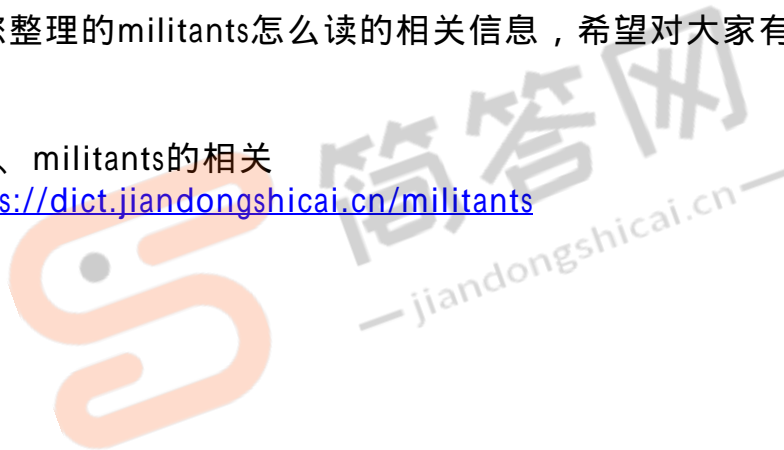 整理的militants怎么读的相关信息，希望对大家有
、militants的相关
s://dict.jiandongshicai.cn/militants
简答网
jiandongshicai.cn